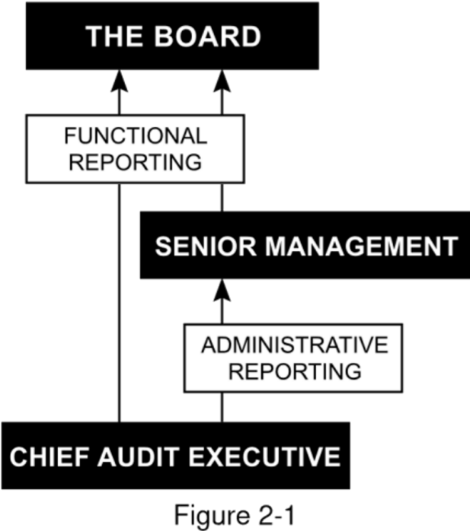 THE BOARD
FUNCTIONAL
REPORTING
SENIOR MANAGEMENT
ADMINISTRATIVE
REPORTING
CHIEF AUDIT EXECUTIVE
Figure 2-1